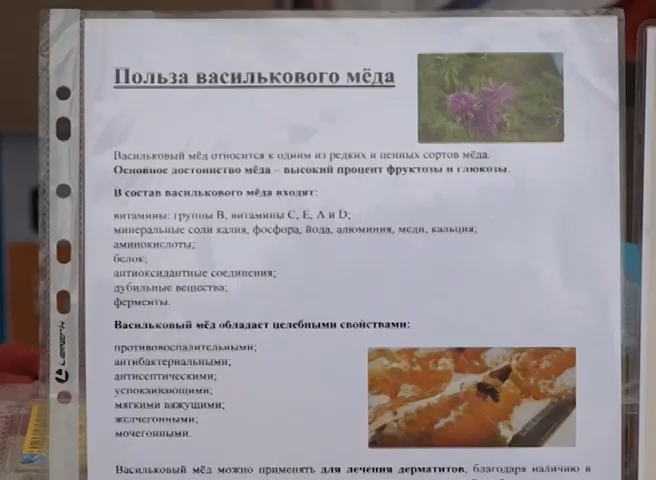 Польза василькового мёда
Васильковый мёд относится к одним из редких и ценных сортов мёда.
Основное достоинство мёда – высокий процент фруктозы и глюкозы.
В состав василькового мёда входят:
витамины: группы В, витамины С, Е, А и D;
минеральные соли калия, фосфора, йода, алюминия, меди, кальция;
аминокислоты;
белок;
антиоксидантные соединения;
дубильные вещества;
ферменты.
Васильковый мёд обладает целебными свойствами:
противовоспалительными;
антибактериальными;
антисептическими;
успокаивающими;
мягкими вяжущими;
желчегонными;
мочегонными.
Васильковый мёд можно применять для лечения дерматитов, благодаря наличию в